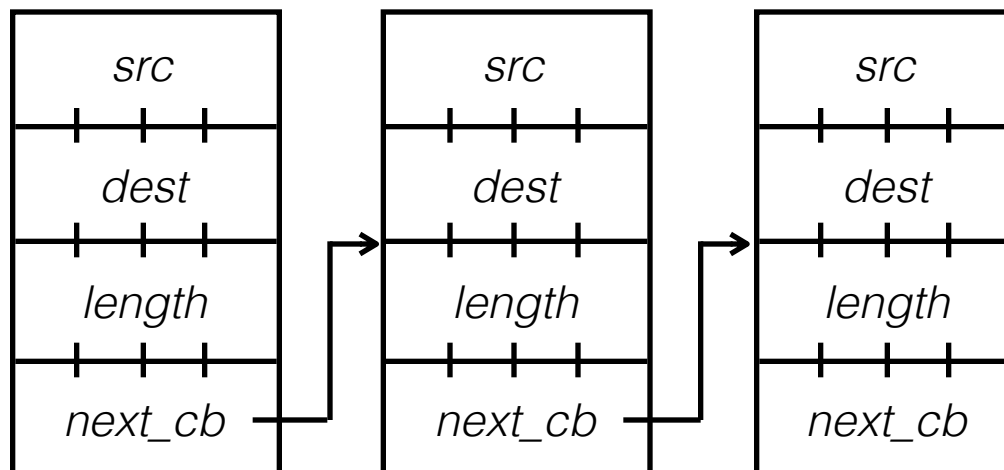 src
dest
length
next_cb
src
dest
length
next_cb
src
dest
length
next_cb